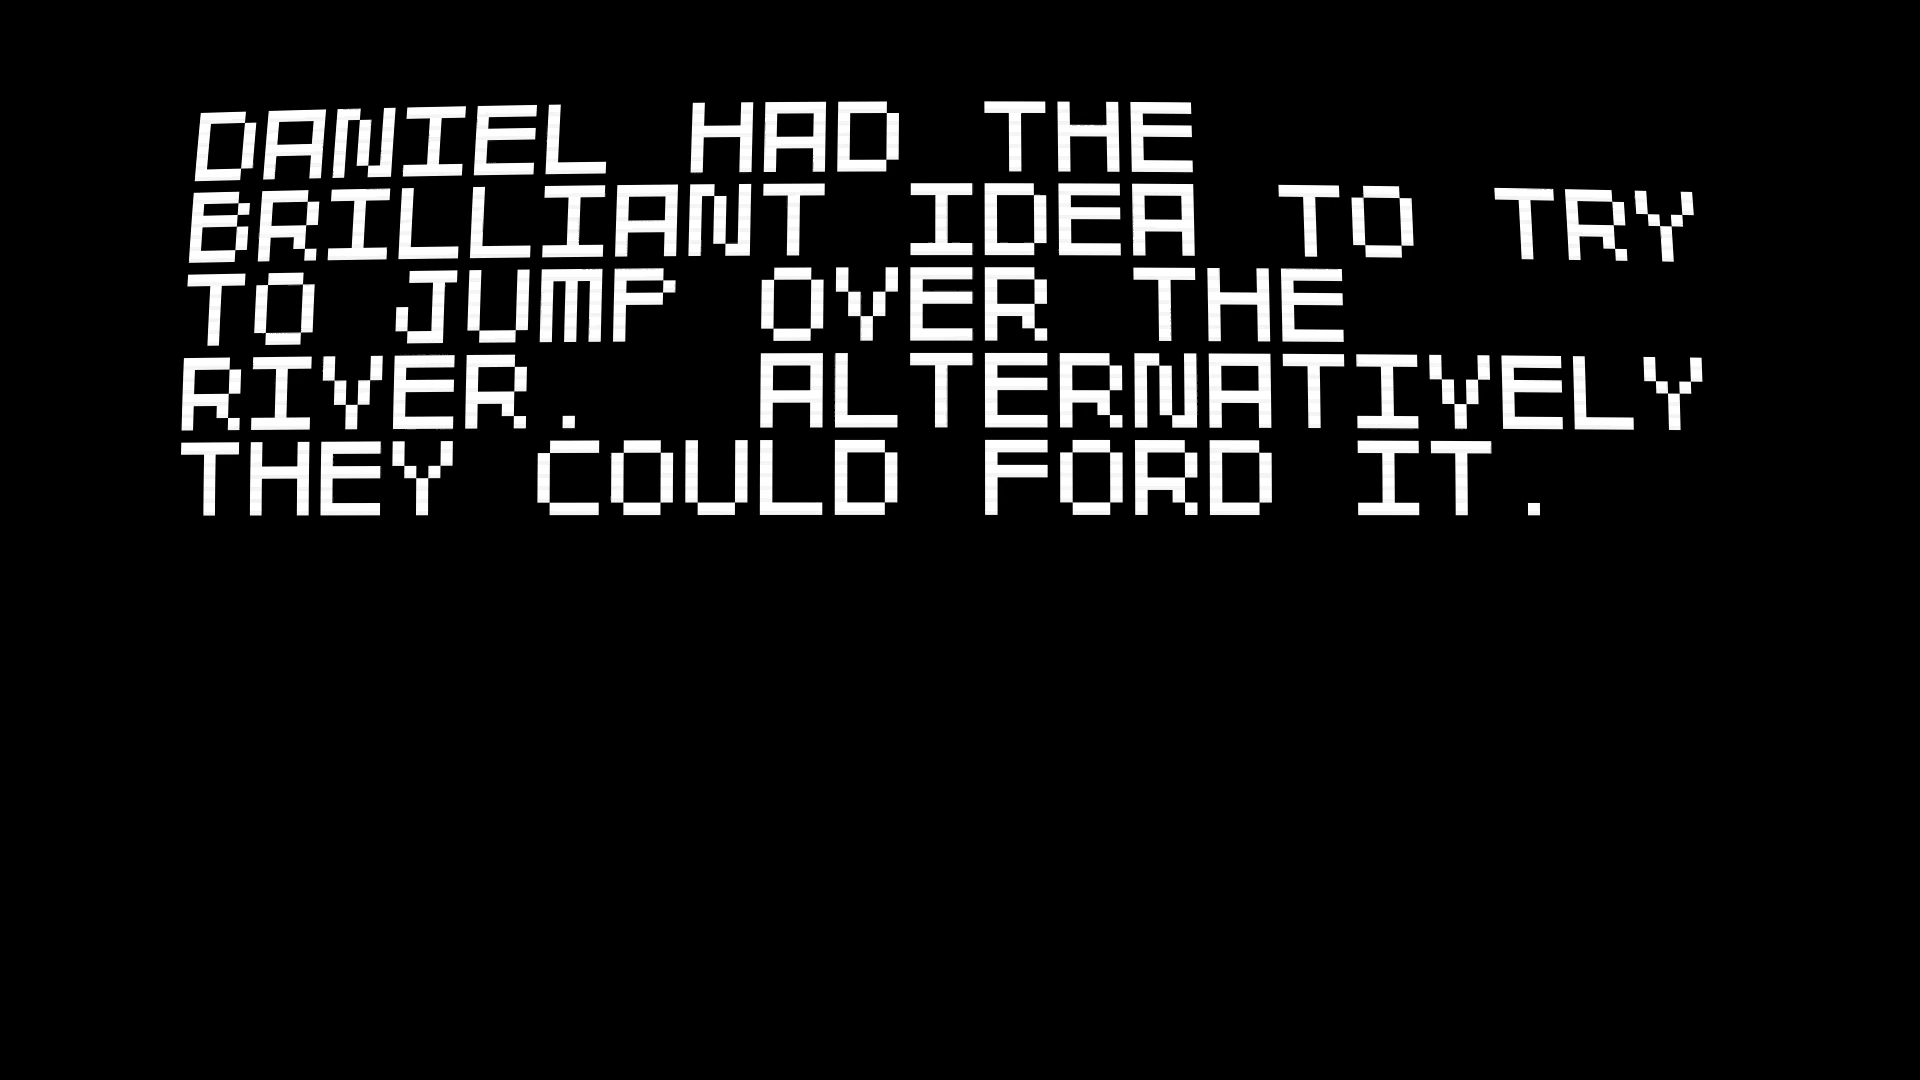 DANIEL HAD THE
BRILLIANT IDEA TO TRY
TO JUMP OVER THE
RIVER.  ALTERNATIVELY
THEY COULD FORD IT.